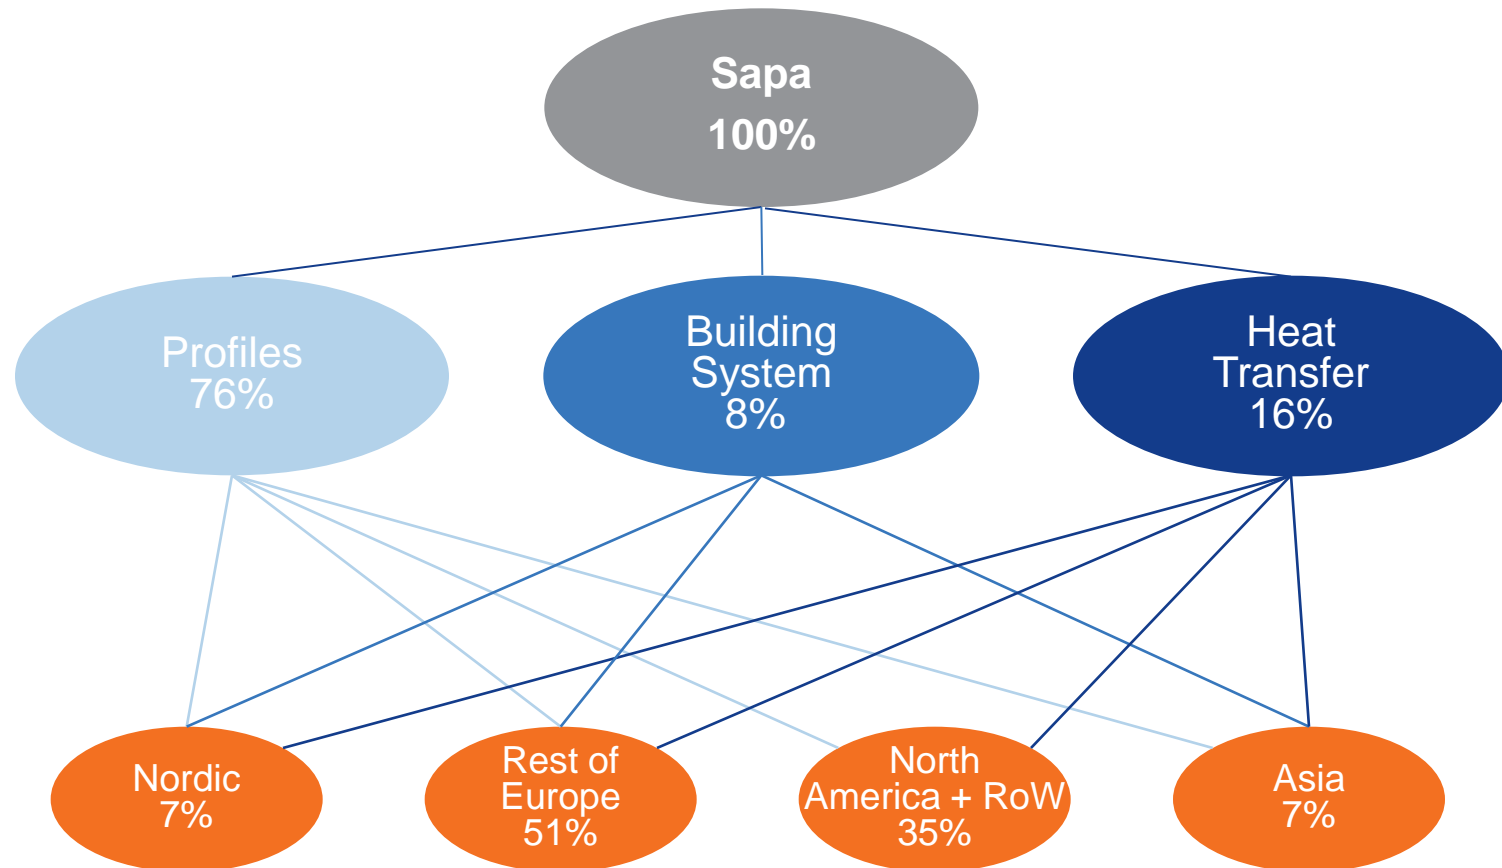 Sapa
100%
Profiles
76%
Building
System
8%
Heat
Transfer
16%
Nordic
7%
Rest of
Europe
51%
North
America + RoW
35%
Asia
7%